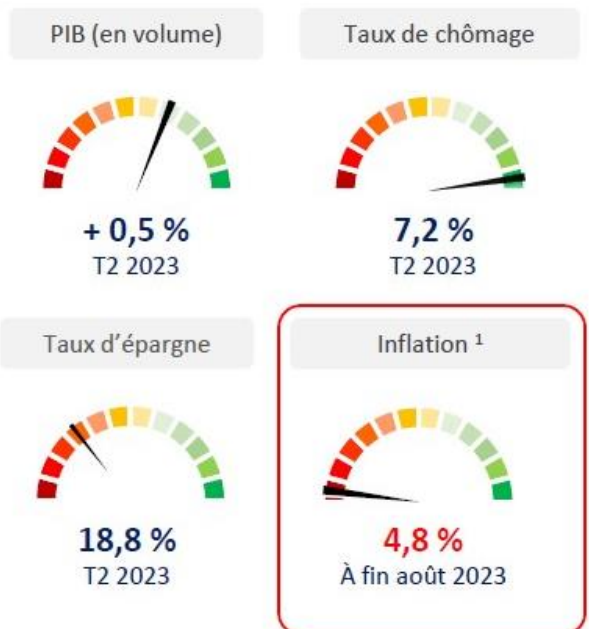 PIB (en volume)
Taux de chômage
+ 0,5 %
T2 2023
7,2 %
T2 2023
Taux d’épargne
Inflation ¹
18,8 %
T2 2023
4,8 %
À fin août 2023